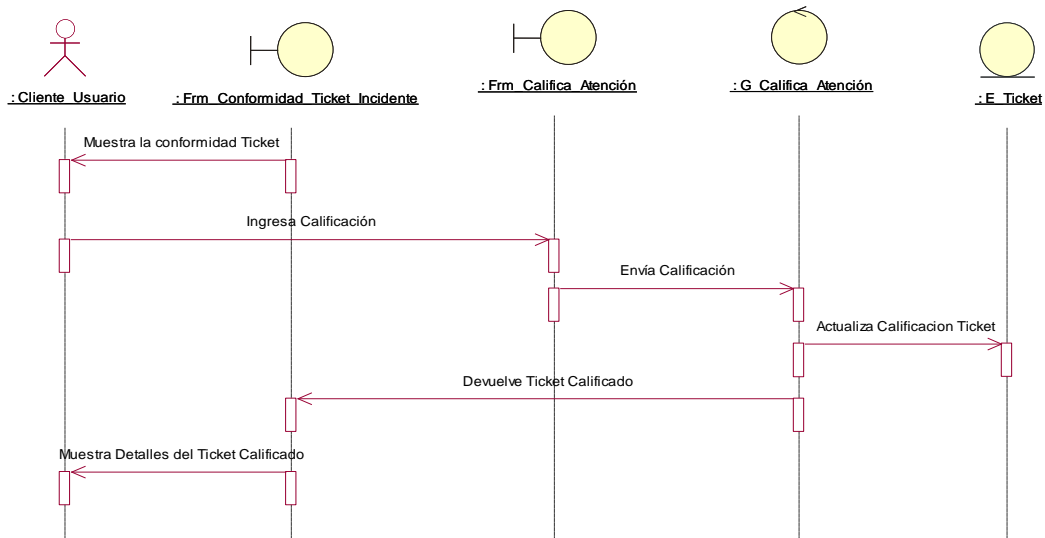 : Cliente_Usuario
: Frm_Conformidad_Ticket_Incidente
: Frm_Califica_Atención
: G_Califica_Atención
: E_Ticket
Muestra la conformidad Ticket
Ingresa Calificación
Envía Calificación
Actualiza Calificacion Ticket
Devuelve Ticket Calificado
Muestra Detalles del Ticket Calificado